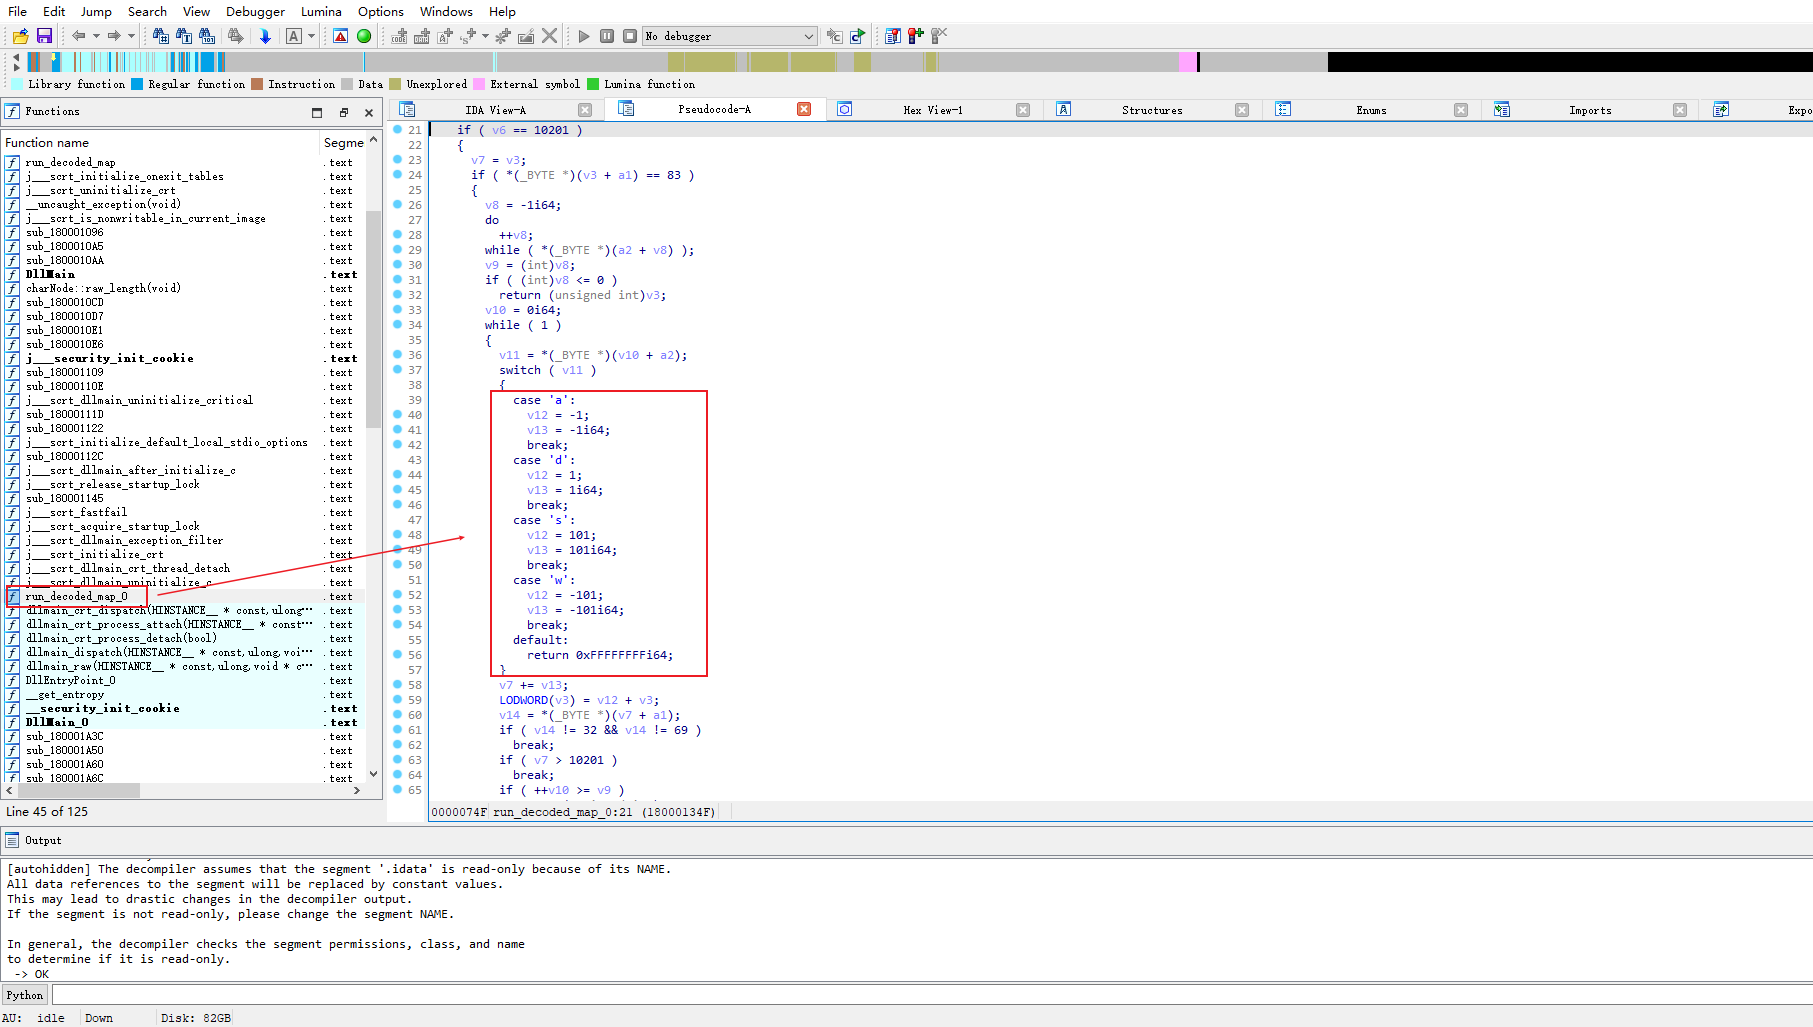 File Edit Jump Search View Debugger Lumina Options Windows Help
No debugger
Library function Regular function Instruction Data Unexplored External symbol Lumina function
Functions
Function name Segme
run_decoded_map .text
j___scrt_initialize_onexit_tables .text
j___scrt_uninitialize_crt .text
__uncaught_exception(void) .text
j___scrt_is_nonwritable_in_current_image .text
sub_180001096 .text
sub_1800010A5 .text
sub_1800010AA .text
DllMain .text
charNode::raw_length(void) .text
sub_1800010CD .text
sub_1800010D7 .text
sub_1800010E1 .text
sub_1800010E6 .text
j___security_init_cookie .text
sub_180001109 .text
sub_18000110E .text
j___scrt_dllmain_uninitialize_critical .text
sub_18000111D .text
sub_180001122 .text
j___scrt_initialize_default_local_stdio_options .text
sub_18000112C .text
j___scrt_dllmain_after_initialize_c .text
j___scrt_release_startup_lock .text
sub_180001145 .text
j___scrt_fastfail .text
j___scrt_acquire_startup_lock .text
j___scrt_dllmain_exception_filter .text
j___scrt_initialize_crt .text
j___scrt_dllmain_crt_thread_detach .text
j___scrt_dllmain_uninitialize_c .text
run_decoded_map_0 .text
dllmain_crt_dispatch(HINSTANCE__ * const,ulong… .text
dllmain_crt_process_attach(HINSTANCE__ * const… .text
dllmain_crt_process_detach(bool) .text
dllmain_dispatch(HINSTANCE__ * const,ulong,voi… .text
dllmain_raw(HINSTANCE__ * const,ulong,void * c… .text
DllEntryPoint_0 .text
__get_entropy .text
__security_init_cookie .text
DllMain_0 .text
sub_180001A3C .text
sub_180001A50 .text
sub_180001A60 .text
sub_180001A6C .text
Line 45 of 125
IDA View-A Pseudocode-A Hex View-1 Structures Enums Imports Expo
21 if ( v6 == 10201 )
22 {
23 v7 = v3;
24 if ( *(_BYTE *)(v3 + a1) == 83 )
25 {
26 v8 = -1i64;
27 do
28 ++v8;
29 while ( *(_BYTE *)(a2 + v8) );
30 v9 = (int)v8;
31 if ( (int)v8 <= 0 )
32 return (unsigned int)v3;
33 v10 = 0i64;
34 while ( 1 )
35 {
36 v11 = *(_BYTE *)(v10 + a2);
37 switch ( v11 )
38 {
39 case 'a':
40 v12 = -1;
41 v13 = -1i64;
42 break;
43 case 'd':
44 v12 = 1;
45 v13 = 1i64;
46 break;
47 case 's':
48 v12 = 101;
49 v13 = 101i64;
50 break;
51 case 'w':
52 v12 = -101;
53 v13 = -101i64;
54 break;
55 default:
56 return 0xFFFFFFFFi64;
57 }
58 v7 += v13;
59 LODWORD(v3) = v12 + v3;
60 v14 = *(_BYTE *)(v7 + a1);
61 if ( v14 != 32 && v14 != 69 )
62 break;
63 if ( v7 > 10201 )
64 break;
65 if ( ++v10 >= v9 )
0000074F run_decoded_map_0:21 (18000134F)
Output
[autohidden] The decompiler assumes that the segment '.idata' is read-only because of its NAME.
All data references to the segment will be replaced by constant values.
This may lead to drastic changes in the decompiler output.
If the segment is not read-only, please change the segment NAME.
In general, the decompiler checks the segment permissions, class, and name
to determine if it is read-only.
-> OK
Python
AU: idle Down Disk: 82GB